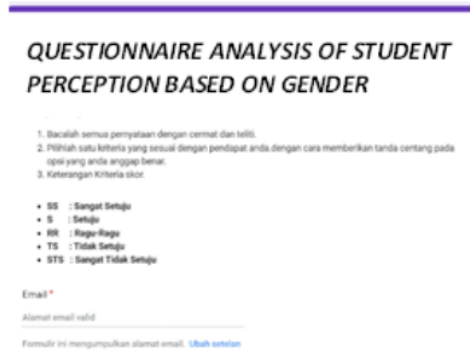 QUESTIONNAIRE ANALYSIS OF STUDENT
PERCEPTION BASED ON GENDER
1. Bacalah semua pernyataan dengan cermat dan teliti.
2. Pilihlah satu kriteria yang sesuai dengan pendapat anda.dengan cara memberikan tanda centang pada
opsi yang anda anggap benar.
3. Keterangan Kriteria skor.
• SS : Sangat Setuju
• S : Setuju
• RR : Ragu-Ragu
• TS : Tidak Setuju
• STS : Sangat Tidak Setuju
Email *
Alamat email valid
Formulir ini mengumpulkan alamat email. Ubah setelan